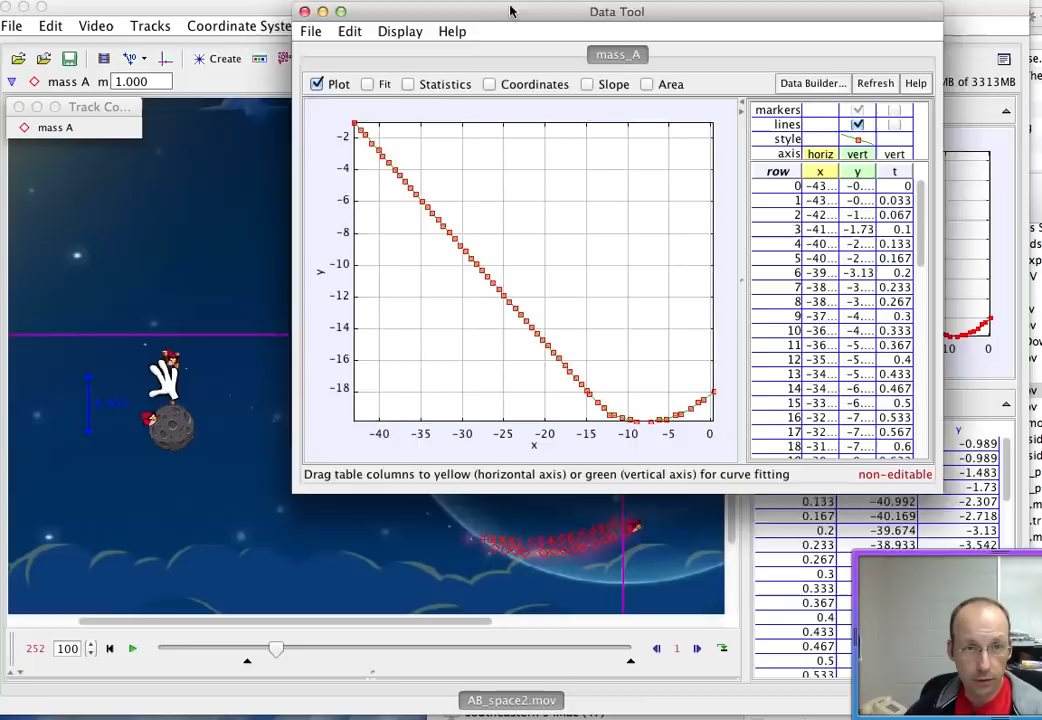 Data Tool
File Edit Display Help
File Edit Video Tracks Coordinate System
mass_A
Create
Plot Fit Statistics Coordinates Slope Area Data Builder... Refresh Help
mass A m 1.000
MB of 3313MB
Track Co...
mass A
markers
lines
style
axis horiz vert vert
row x y t
0 -43... -0.... 0
1 -43... -0.... 0.033
2 -42... -1.... 0.067
3 -41... -1.73 0.1
4 -40... -2.... 0.133
5 -40... -2.... 0.167
6 -39... -3.13 0.2
7 -38... -3.... 0.233
8 -38... -3.... 0.267
9 -37... -4.... 0.3
10 -36... -4.... 0.333
11 -36... -5.... 0.367
12 -35... -5.... 0.4
13 -34... -5.... 0.433
14 -34... -6.... 0.467
15 -33... -6.... 0.5
16 -32... -7.... 0.533
17 -32... -7.... 0.567
18 -31... -7.... 0.6
-2
-4
-6
-8
-10
-12
-14
-16
-18
y
-40 -35 -30 -25 -20 -15 -10 -5 0
x
10 0
Drag table columns to yellow (horizontal axis) or green (vertical axis) for curve fitting non-editable
y
-0.989
-0.989
-1.483
-1.73
0.133 -40.992 -2.307
0.167 -40.169 -2.718
0.2 -39.674 -3.13
0.233 -38.933 -3.542
0.267
0.3
0.333
0.367
0.4
0.433
0.467
0.5
0.533
252 100 1
AB_space2.mov